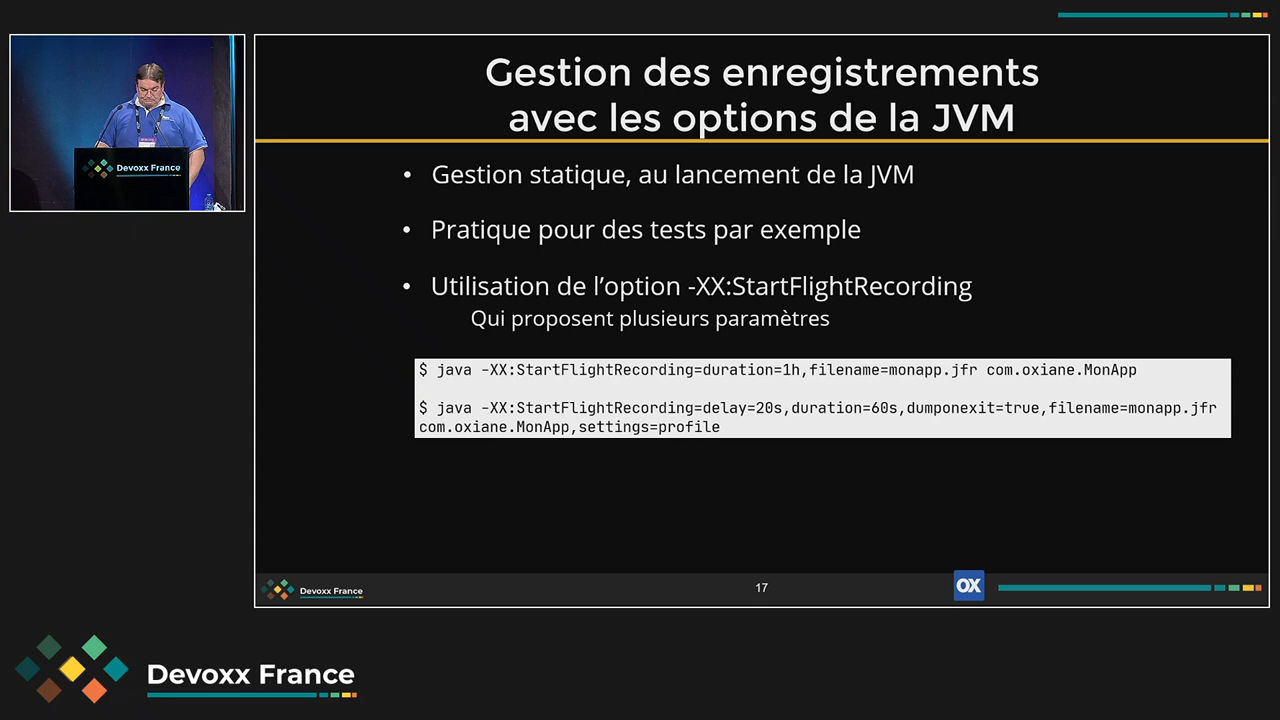 Gestion des enregistrements
avec les options de la JVM
• Gestion statique, au lancement de la JVM
• Pratique pour des tests par exemple
• Utilisation de l’option -XX:StartFlightRecording
Qui proposent plusieurs paramètres
$ java -XX:StartFlightRecording=duration=1h,filename=monapp.jfr com.oxiane.MonApp
$ java -XX:StartFlightRecording=delay=20s,duration=60s,dumponexit=true,filename=monapp.jfr
com.oxiane.MonApp,settings=profile
Devoxx France
Devoxx France
17
OX
Devoxx France